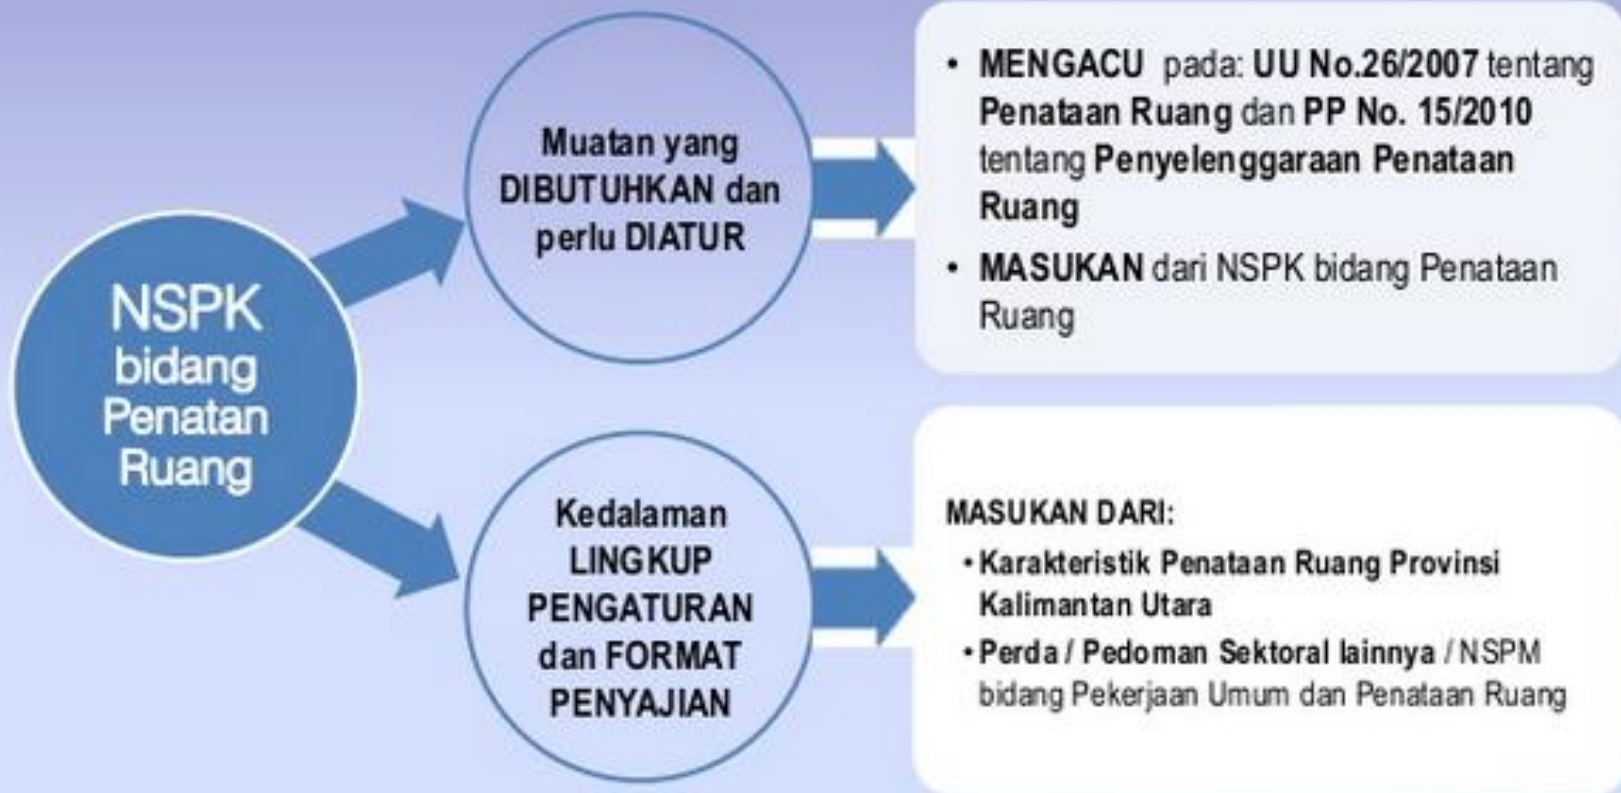 NSPK
bidang
Penatan
Ruang
Muatan yang
DIBUTUHKAN dan
perlu DIATUR
• MENGACU pada: UU No.26/2007 tentang
Penataan Ruang dan PP No. 15/2010
tentang Penyelenggaraan Penataan
Ruang
• MASUKAN dari NSPK bidang Penataan
Ruang
Kedalaman
LINGKUP
PENGATURAN
dan FORMAT
PENYAJIAN
MASUKAN DARI:
• Karakteristik Penataan Ruang Provinsi
Kalimantan Utara
• Perda / Pedoman Sektoral lainnya / NSPM
bidang Pekerjaan Umum dan Penataan Ruang